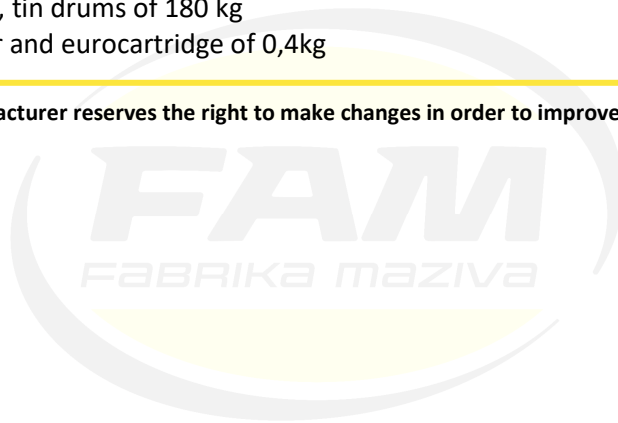 , tin drums of 180 kg
r and eurocartridge of 0,4kg
acturer reserves the right to make changes in order to improve
FAM
FABRIKA MAZIVA